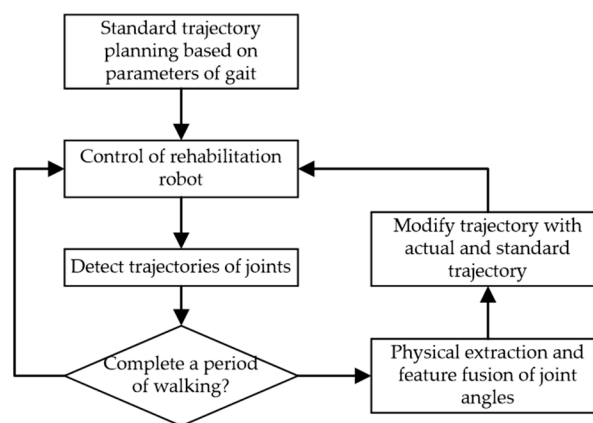 Standard trajectory
planning based on
parameters of gait
Control of rehabilitation
robot
Detect trajectories of joints
Complete a period
of walking?
Physical extraction and
feature fusion of joint
angles
Modify trajectory with
actual and standard
trajectory